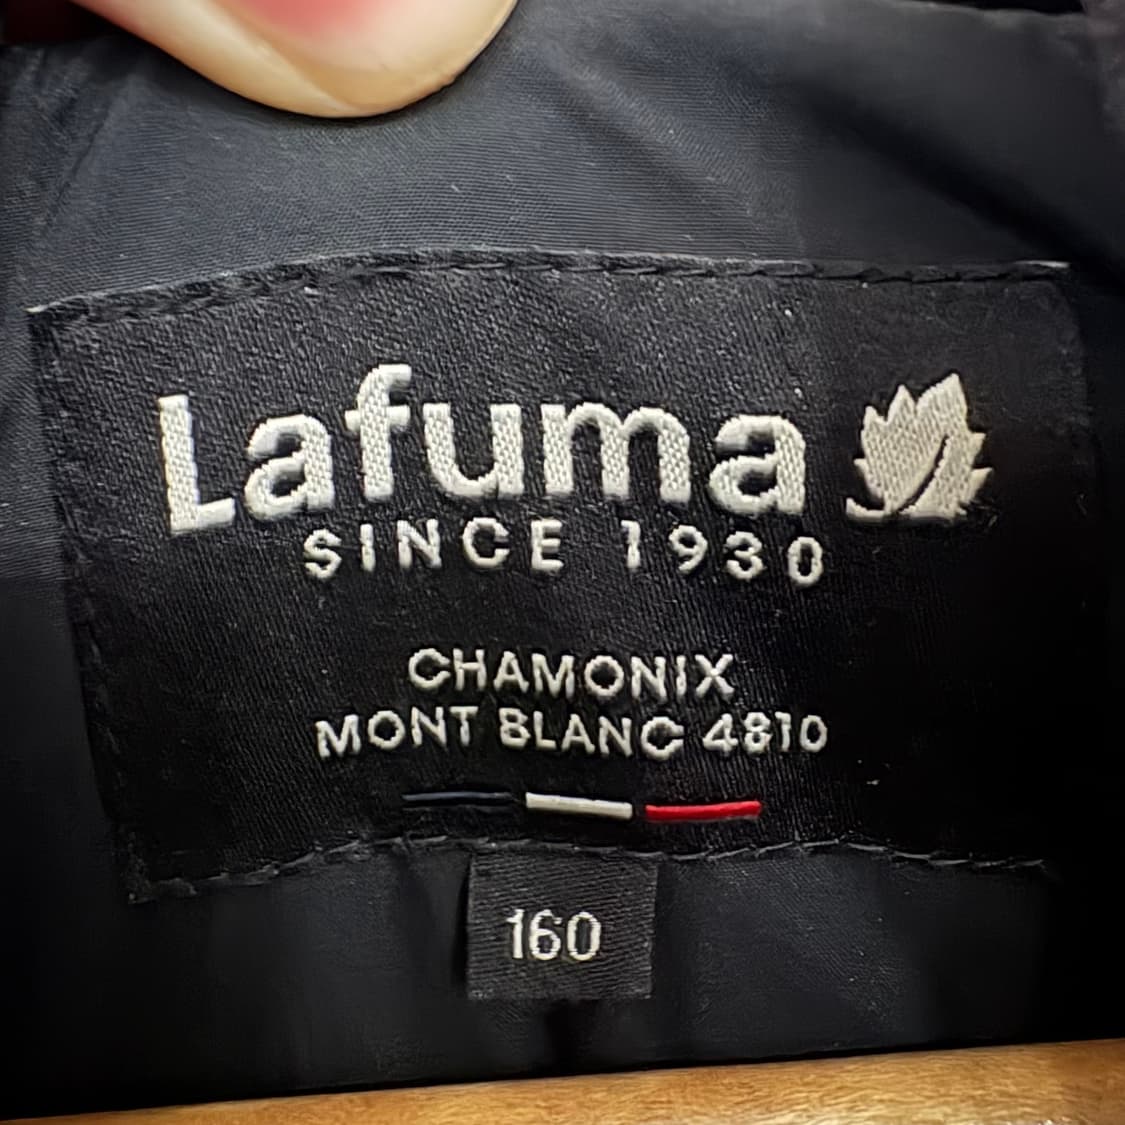 Lafuma
SINCE 1930
CHAMONIX
MONT BLANC 4810
160